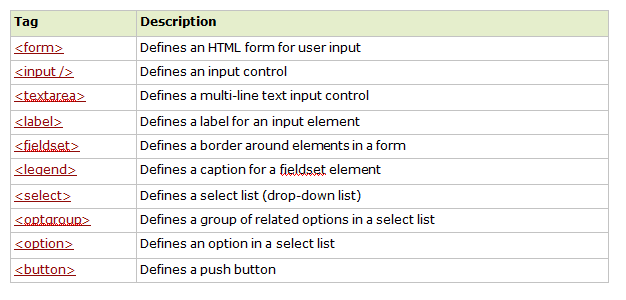 Tag Description
<form> Defines an HTML form for user input
<input /> Defines an input control
<textarea> Defines a multi-line text input control
<label> Defines a label for an input element
<fieldset> Defines a border around elements in a form
<legend> Defines a caption for a fieldset element
<select> Defines a select list (drop-down list)
<optgroup> Defines a group of related options in a select list
<option> Defines an option in a select list
<button> Defines a push button